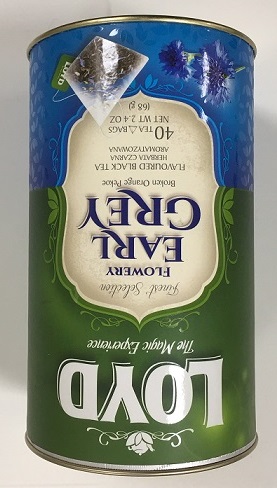 LOYD
The Magic Experience
Finest Selection
FLOWERY
EARL
GREY
Broken Orange Pekoe
FLAVOURED BLACK TEA
HERBATA CZARNA
AROMATYZOWANA
40 TEA BAGS
NET WT 2.4 OZ
(68 g)
LOYD